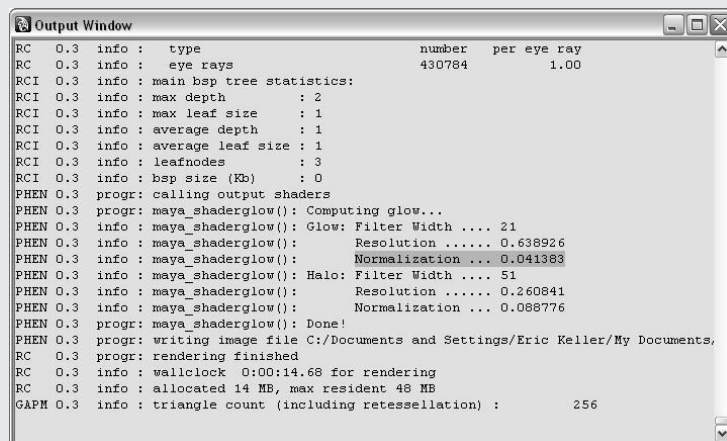 Output Window
RC 0.3 info : type number per eye ray
RC 0.3 info : eye rays 430784 1.00
RCI 0.3 info : main bsp tree statistics:
RCI 0.3 info : max depth : 2
RCI 0.3 info : max leaf size : 1
RCI 0.3 info : average depth : 1
RCI 0.3 info : average leaf size : 1
RCI 0.3 info : leafnodes : 3
RCI 0.3 info : bsp size (Kb) : 0
PHEN 0.3 progr: calling output shaders
PHEN 0.3 progr: maya_shaderglow(): Computing glow...
PHEN 0.3 info : maya_shaderglow(): Glow: Filter Width .... 21
PHEN 0.3 info : maya_shaderglow(): Resolution ...... 0.638926
PHEN 0.3 info : maya_shaderglow(): Normalization ... 0.041383
PHEN 0.3 info : maya_shaderglow(): Halo: Filter Width .... 51
PHEN 0.3 info : maya_shaderglow(): Resolution ...... 0.260841
PHEN 0.3 info : maya_shaderglow(): Normalization ... 0.088776
PHEN 0.3 progr: maya_shaderglow(): Done!
PHEN 0.3 progr: writing image file C:/Documents and Settings/Eric Keller/My Documents/
RC 0.3 progr: rendering finished
RC 0.3 info : wallclock 0:00:14.68 for rendering
RC 0.3 info : allocated 14 MB, max resident 48 MB
GAPM 0.3 info : triangle count (including retessellation) : 256